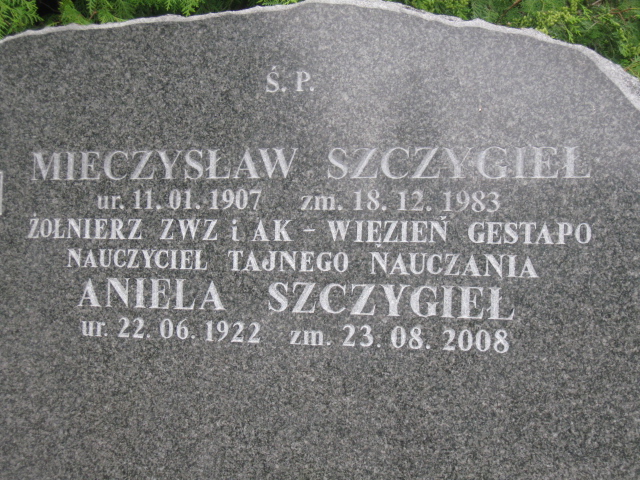 Ś. P.
MIECZYSŁAW SZCZYGIEŁ
ur. 11. 01. 1907 zm. 18. 12. 1983
ŻOŁNIERZ ZWZ i AK - WIĘZIEŃ GESTAPO
NAUCZYCIEL TAJNEGO NAUCZANIA
ANIELA SZCZYGIEŁ
ur. 22. 06. 1922 zm. 23. 08. 2008